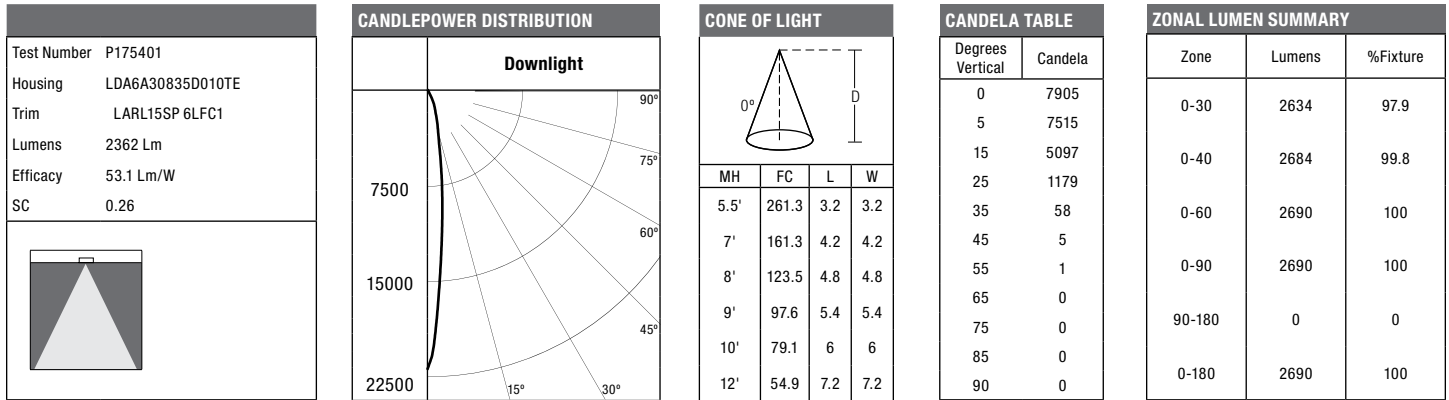 Test Number P175401
Housing LDA6A30835D010TE
Trim LARL15SP 6LFC1
Lumens 2362 Lm
Efficacy 53.1 Lm/W
SC 0.26
CANDLEPOWER DISTRIBUTION
Downlight
90º
75º
7500
60º
15000
45º
22500 15º 30º
CONE OF LIGHT
0º D
MH FC L W
5.5' 261.3 3.2 3.2
7' 161.3 4.2 4.2
8' 123.5 4.8 4.8
9' 97.6 5.4 5.4
10' 79.1 6 6
12' 54.9 7.2 7.2
CANDELA TABLE
Degrees Vertical Candela
0 7905
5 7515
15 5097
25 1179
35 58
45 5
55 1
65 0
75 0
85 0
90 0
ZONAL LUMEN SUMMARY
Zone Lumens %Fixture
0-30 2634 97.9
0-40 2684 99.8
0-60 2690 100
0-90 2690 100
90-180 0 0
0-180 2690 100